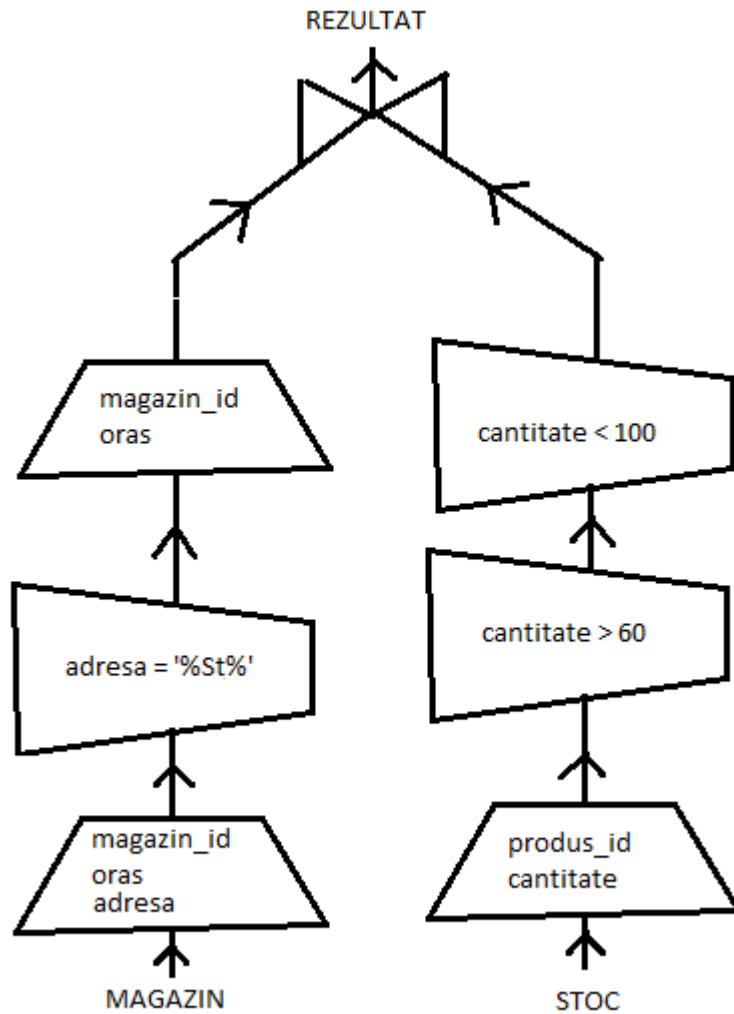 REZULTAT
magazin_id
oras
cantitate < 100
adresa = '%St%'
cantitate > 60
magazin_id
oras
adresa
produs_id
cantitate
MAGAZIN
STOC